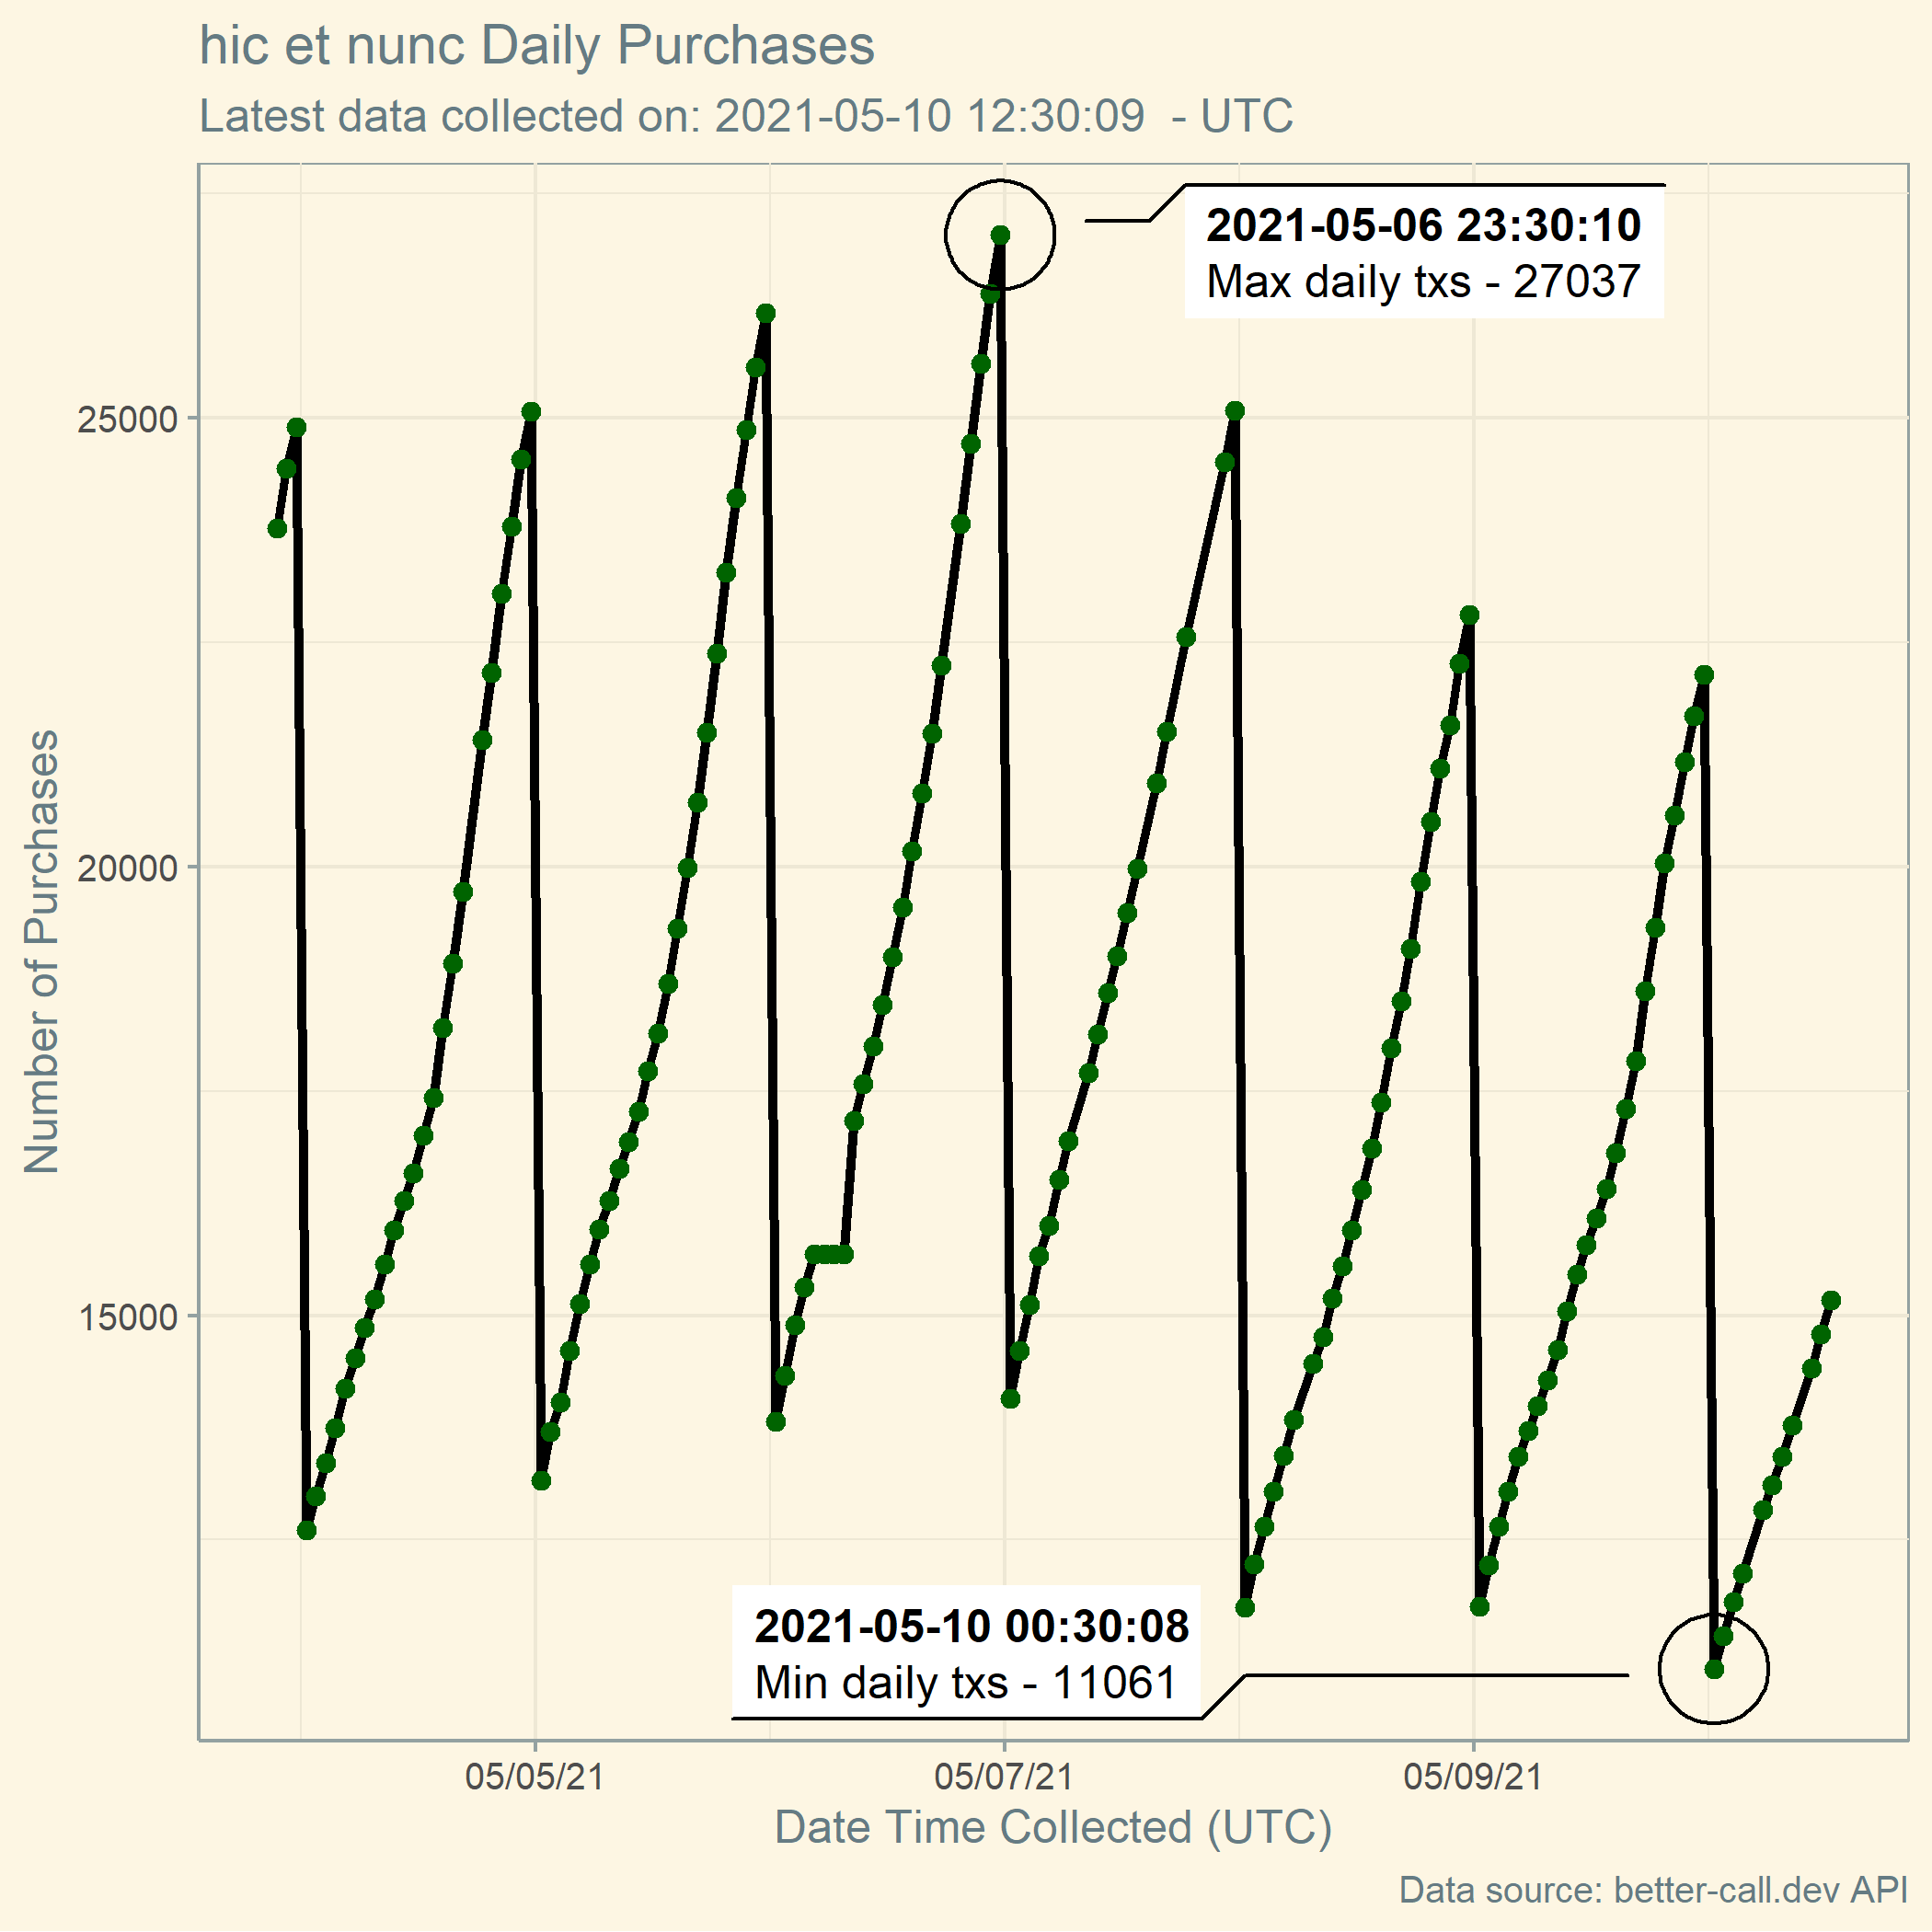 hic et nunc Daily Purchases
Latest data collected on: 2021-05-10 12:30:09  - UTC
2021-05-06 23:30:10
Max daily txs - 27037
25000
20000
15000
Number of Purchases
2021-05-10 00:30:08
Min daily txs - 11061
05/05/21
05/07/21
05/09/21
Date Time Collected (UTC)
Data source: better-call.dev API